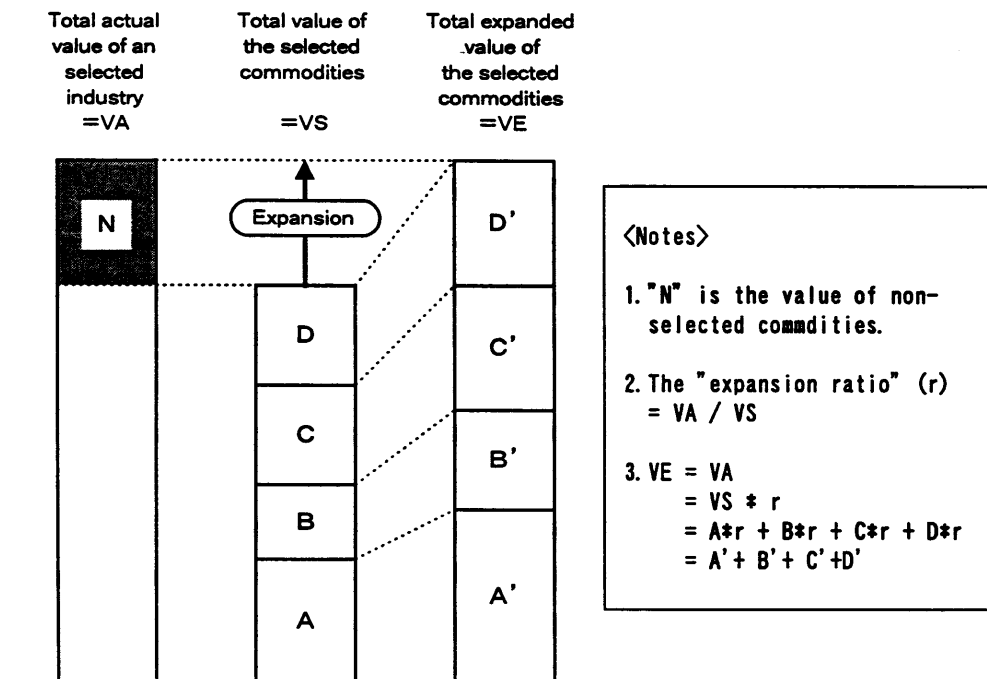 Total actual
value of an
selected
industry
=VA
Total value of
the selected
commodities
=VS
Total expanded
value of
the selected
commodities
=VE
N
Expansion
D
C
B
A
D'
C'
B'
A'
<Notes>
1. "N" is the value of non-
selected commdities.
2. The "expansion ratio" (r)
= VA / VS
3. VE = VA
= VS * r
= A*r + B*r + C*r + D*r
= A'+ B'+ C'+D'